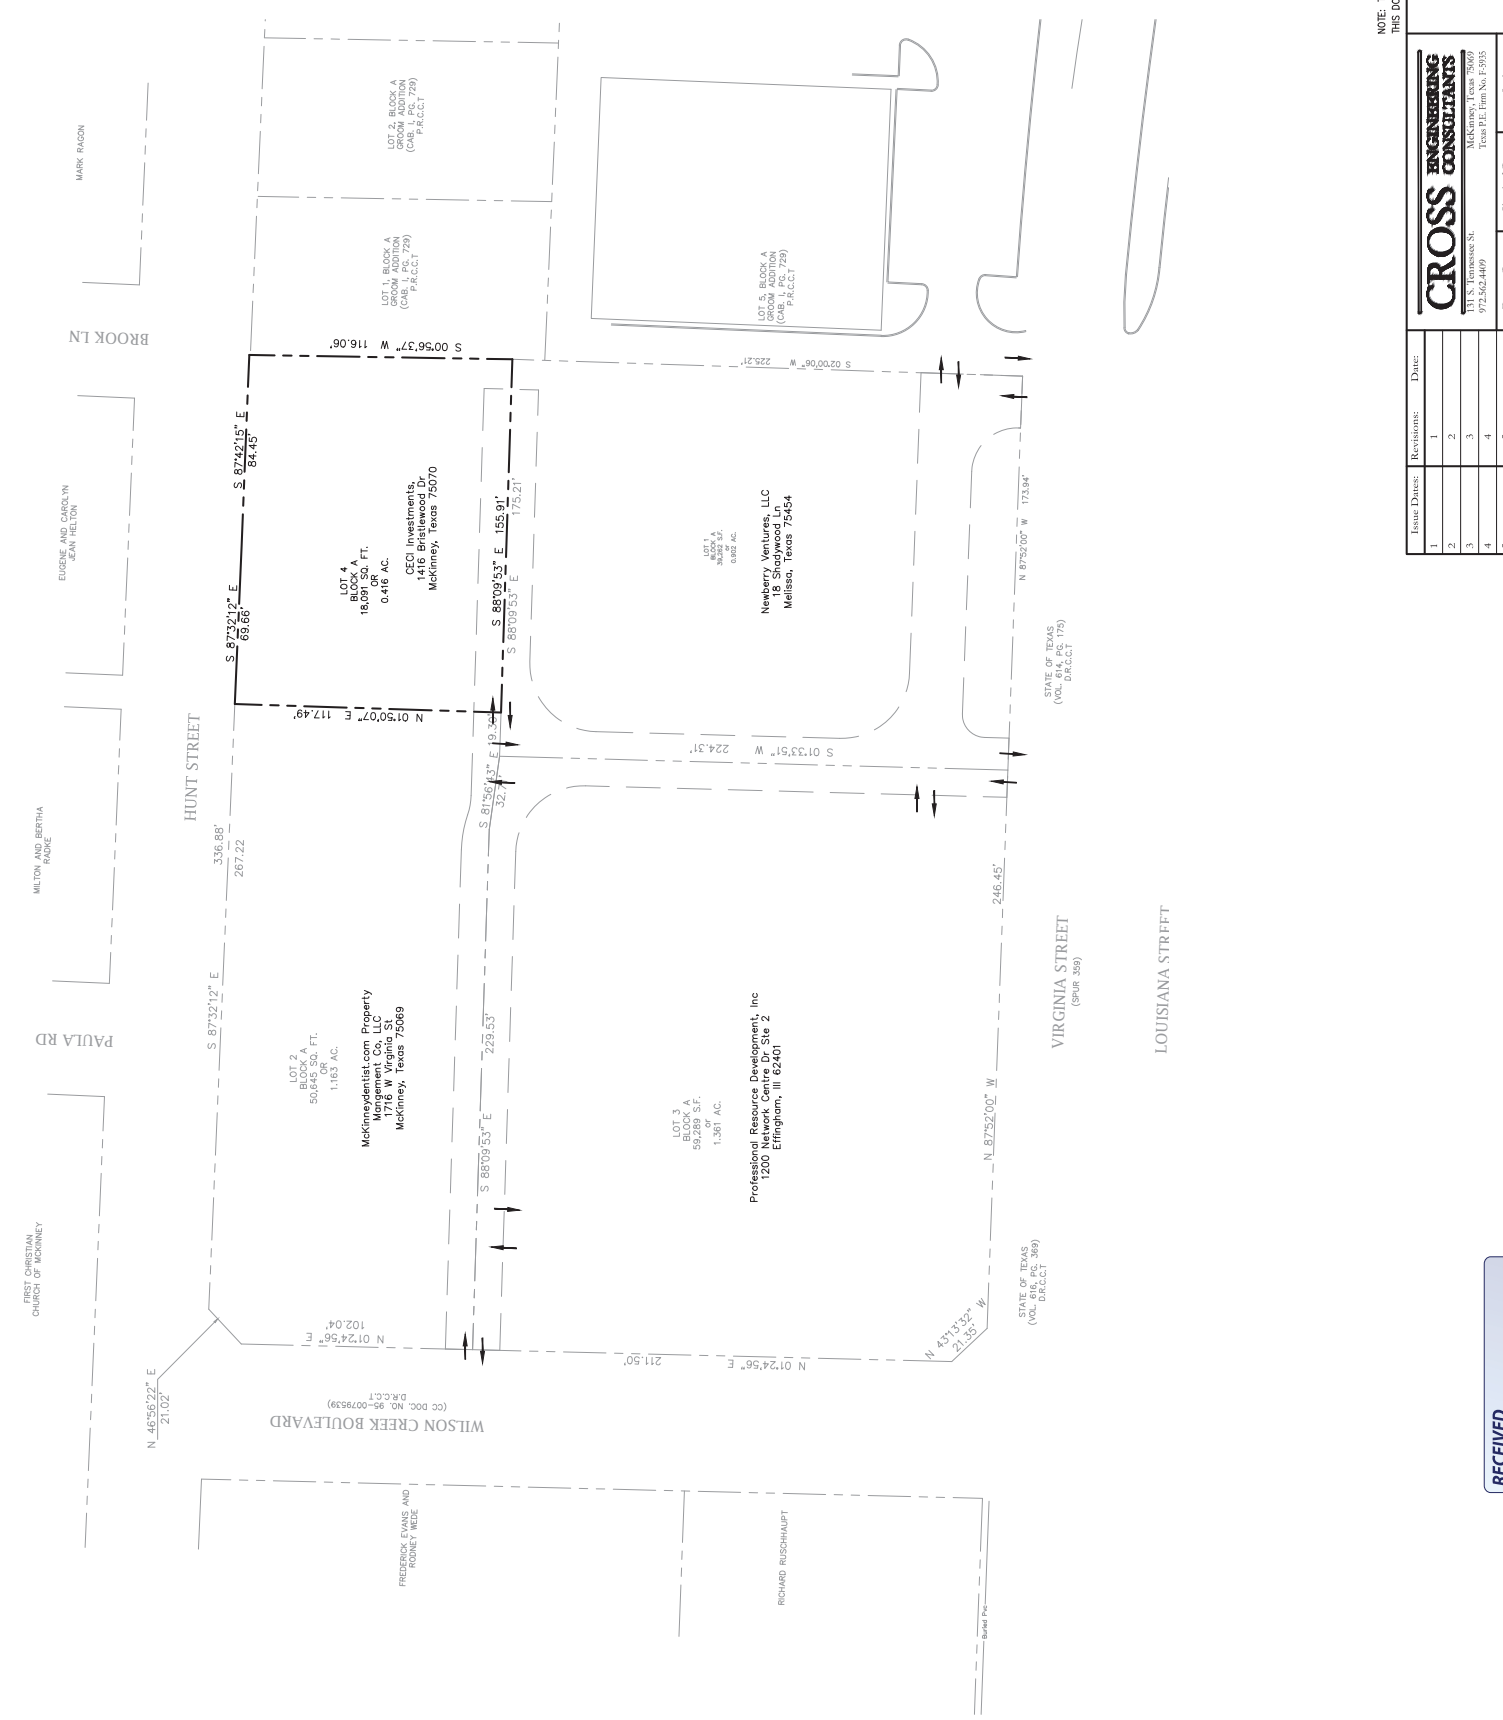 MARK RAGON
BROOK LN
EUGENE AND CAROLYN
JEAN HELTON
MILTON AND BERTHA
RADKE
PAULA RD
FIRST CHRISTIAN
CHURCH OF MCKINNEY
HUNT STREET
LOT 2, BLOCK A
GROOM ADDITION
(CAB. I, PG. 729)
P.R.C.C.T
LOT 1, BLOCK A
GROOM ADDITION
(CAB. I, PG. 729)
P.R.C.C.T
LOT 5, BLOCK A
GROOM ADDITION
(CAB. I, PG. 729)
P.R.C.C.T
S 00°56'37" W 116.06'
S 87°42'15" E
84.45'
S 87°32'12" E
69.66'
LOT 4
BLOCK A
18,091 SQ. FT.
OR
0.416 AC.
CECI Investments,
1416 Bristlewood Dr
McKinney, Texas 75070
S 88°09'53" E 155.91'
S 88°09'53" E
175.21'
N 01°50'07" E 117.49'
S 02°00'06" W 225.21'
LOT 1
BLOCK A
39,282 S.F.
or
0.902 AC.
Newberry Ventures, LLC
18 Shadywood Ln
Melissa, Texas 75454
N 87°52'00" W 173.94'
STATE OF TEXAS
(VOL. 614, PG. 175)
D.R.C.C.T
S 01°33'51" W 224.31'
S 81°56'43" E
19.30'
336.88'
267.22
S 87°32'12" E
LOT 2
BLOCK A
50,645 SQ. FT.
OR
1.163 AC.
McKinneydentist.com Property
Mangement Co, LLC
1716 W Virginia St
McKinney, Texas 75069
S 88°09'53" E
229.53'
LOT 3
BLOCK A
59,289 S.F.
or
1.361 AC.
Professional Resource Development, Inc
1200 Network Centre Dr Ste 2
Effingham, Ill 62401
246.45'
N 87°52'00" W
VIRGINIA STREET
(SPUR 359)
LOUISIANA STREET
STATE OF TEXAS
(VOL. 616, PG. 369)
D.R.C.C.T
N 43°13'32" W
21.35'
N 01°24'56" E
102.04'
N 01°24'56" E
211.50'
N 46°56'22" E
21.02'
WILSON CREEK BOULEVARD
(CC DOC. NO. 95-0079539)
D.R.C.C.T
FREDERICK EVANS AND
RODNEY WEDE
RICHARD RUSCHHAUPT
Buried Pvc
NOTE:
THIS
CROSS ENGINEERING
CONSULTANTS
131 S. Tennessee St. McKinney, Texas 75069
972.562.4409 Texas P.E. Firm No. F-5935
Issue Dates: Revisions: Date:
1 1
2 2
3 3
4 4
RECEIVED